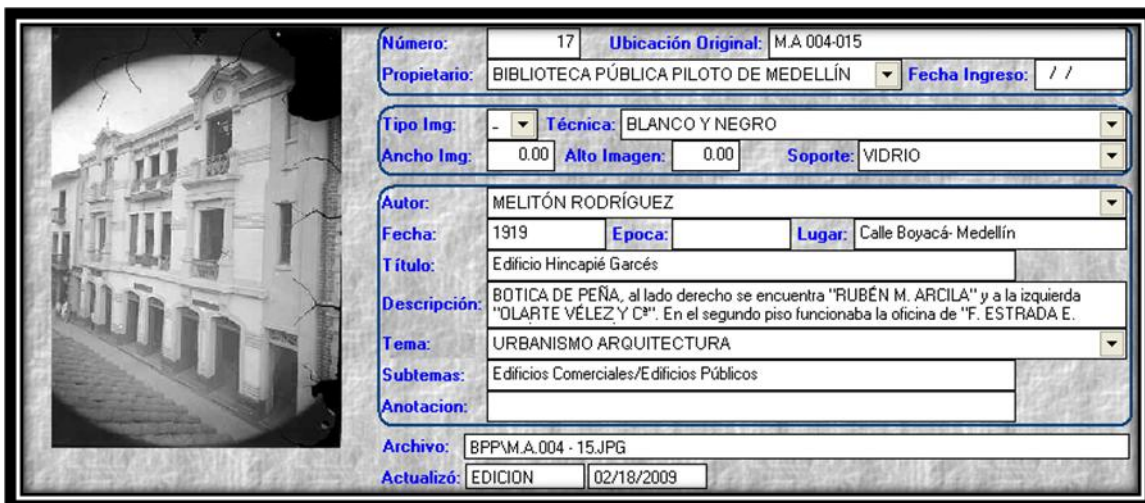 Número: 17 Ubicación Original: M.A 004-015
Propietario: BIBLIOTECA PÚBLICA PILOTO DE MEDELLÍN Fecha Ingreso: / /
Tipo Img: - Técnica: BLANCO Y NEGRO
Ancho Img: 0.00 Alto Imagen: 0.00 Soporte: VIDRIO
Autor: MELITÓN RODRÍGUEZ
Fecha: 1919 Epoca: Lugar: Calle Boyacá- Medellín
Título: Edificio Hincapié Garcés
Descripción: BOTICA DE PEÑA, al lado derecho se encuentra "RUBÉN M. ARCILA" y a la izquierda
"OLARTE VÉLEZ Y Cª". En el segundo piso funcionaba la oficina de "F. ESTRADA E.
Tema: URBANISMO ARQUITECTURA
Subtemas: Edificios Comerciales/Edificios Públicos
Anotacion:
Archivo: BPP\M.A.004 - 15.JPG
Actualizó: EDICION 02/18/2009